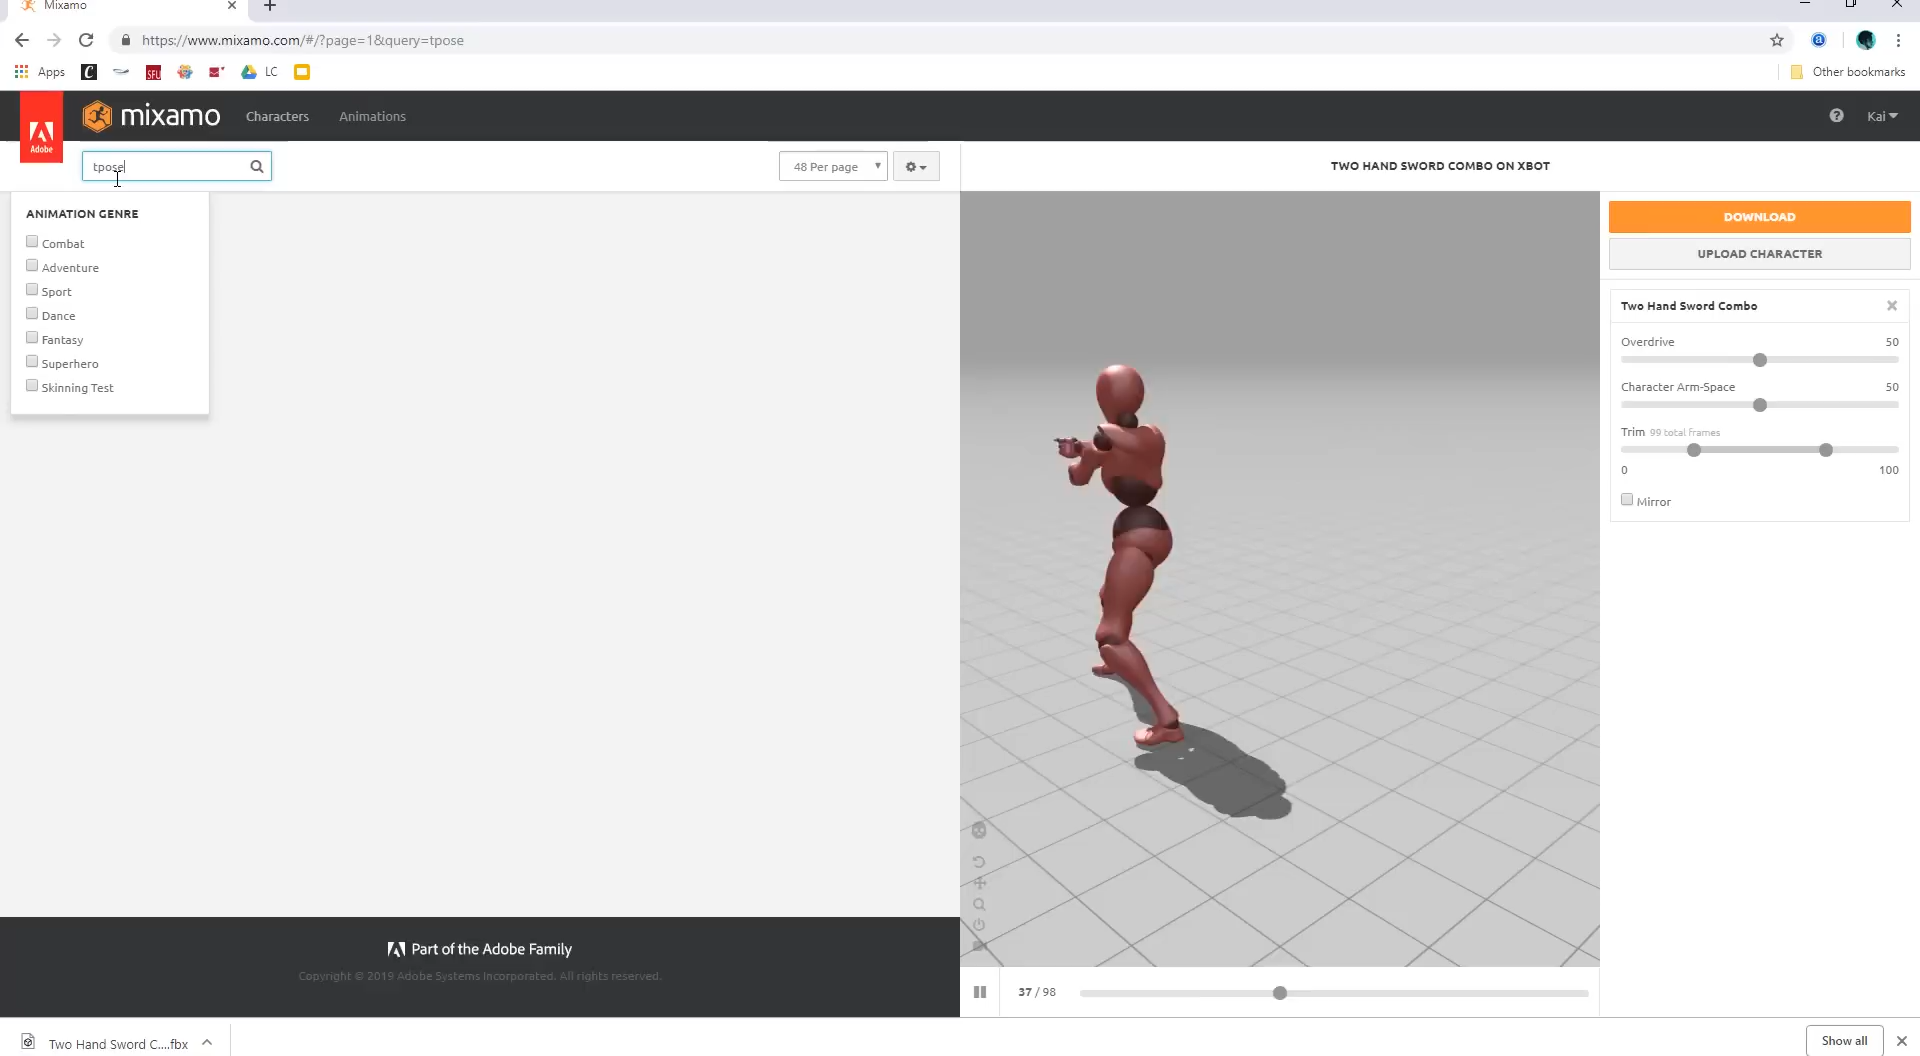 Mixamo
https://www.mixamo.com/#/?page=1&query=tpose
Apps
SFU
LC
Other bookmarks
Adobe
mixamo
Characters
Animations
Kai
tpose
48 Per page
TWO HAND SWORD COMBO ON XBOT
ANIMATION GENRE
Combat
Adventure
Sport
Dance
Fantasy
Superhero
Skinning Test
DOWNLOAD
UPLOAD CHARACTER
Two Hand Sword Combo
Overdrive 50
Character Arm-Space 50
Trim 99 total frames
0 100
Mirror
Part of the Adobe Family
Copyright © 2019 Adobe Systems Incorporated. All rights reserved.
37 / 98
Two Hand Sword C....fbx
Show all